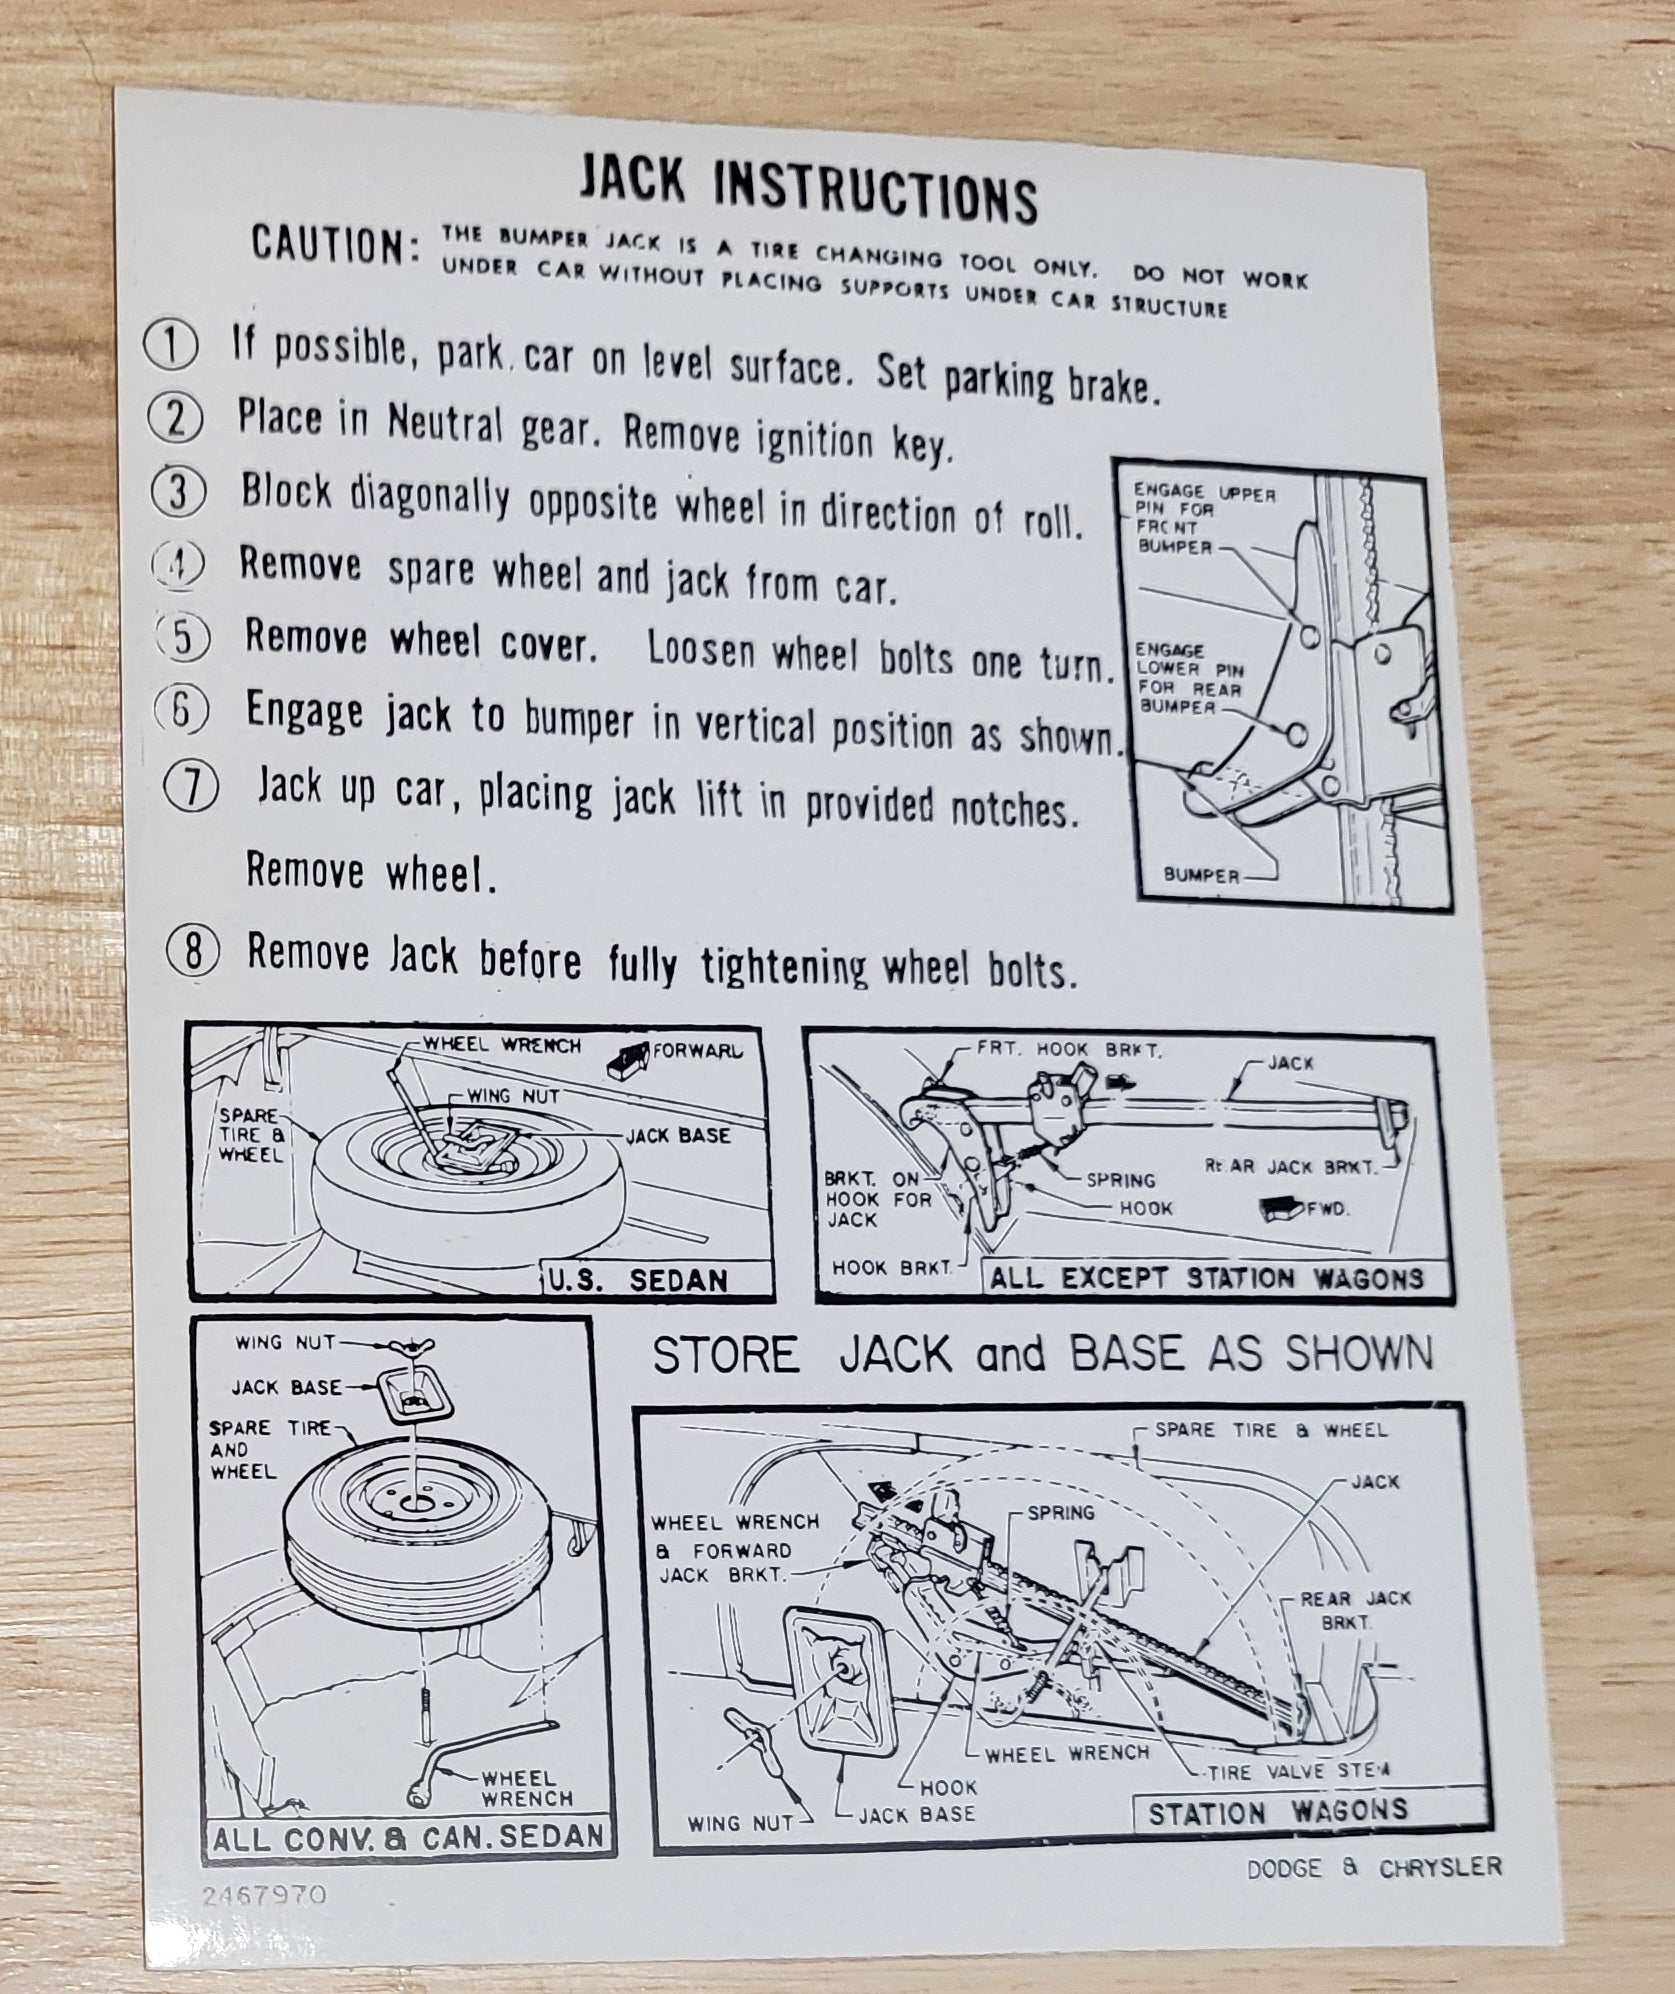 JACK INSTRUCTIONS
CAUTION: THE BUMPER JACK IS A TIRE CHANGING TOOL ONLY. DO NOT WORK
UNDER CAR WITHOUT PLACING SUPPORTS UNDER CAR STRUCTURE
1 If possible, park car on level surface. Set parking brake.
2 Place in Neutral gear. Remove ignition key.
3 Block diagonally opposite wheel in direction of roll.
4 Remove spare wheel and jack from car.
5 Remove wheel cover. Loosen wheel bolts one turn.
6 Engage jack to bumper in vertical position as shown.
7 Jack up car, placing jack lift in provided notches.
Remove wheel.
8 Remove Jack before fully tightening wheel bolts.
ENGAGE UPPER
PIN FOR
FRONT
BUMPER
ENGAGE
LOWER PIN
FOR REAR
BUMPER
BUMPER
WHEEL WRENCH
FORWARD
WING NUT
SPARE
TIRE &
WHEEL
JACK BASE
U.S. SEDAN
FRT. HOOK BRKT.
JACK
BRKT. ON
HOOK FOR
JACK
SPRING
REAR JACK BRKT.
HOOK
FWD.
HOOK BRKT.
ALL EXCEPT STATION WAGONS
WING NUT
JACK BASE
SPARE TIRE
AND
WHEEL
WHEEL
WRENCH
ALL CONV. & CAN. SEDAN
STORE JACK and BASE AS SHOWN
SPARE TIRE & WHEEL
JACK
SPRING
WHEEL WRENCH
& FORWARD
JACK BRKT.
REAR JACK
BRKT.
WHEEL WRENCH
TIRE VALVE STEM
HOOK
JACK BASE
WING NUT
STATION WAGONS
DODGE & CHRYSLER
2467970